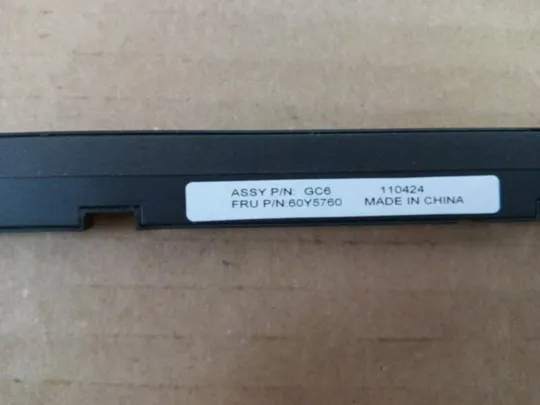 ASSY P/N: GC6 110424
FRU P/N:60Y5760 MADE IN CHINA